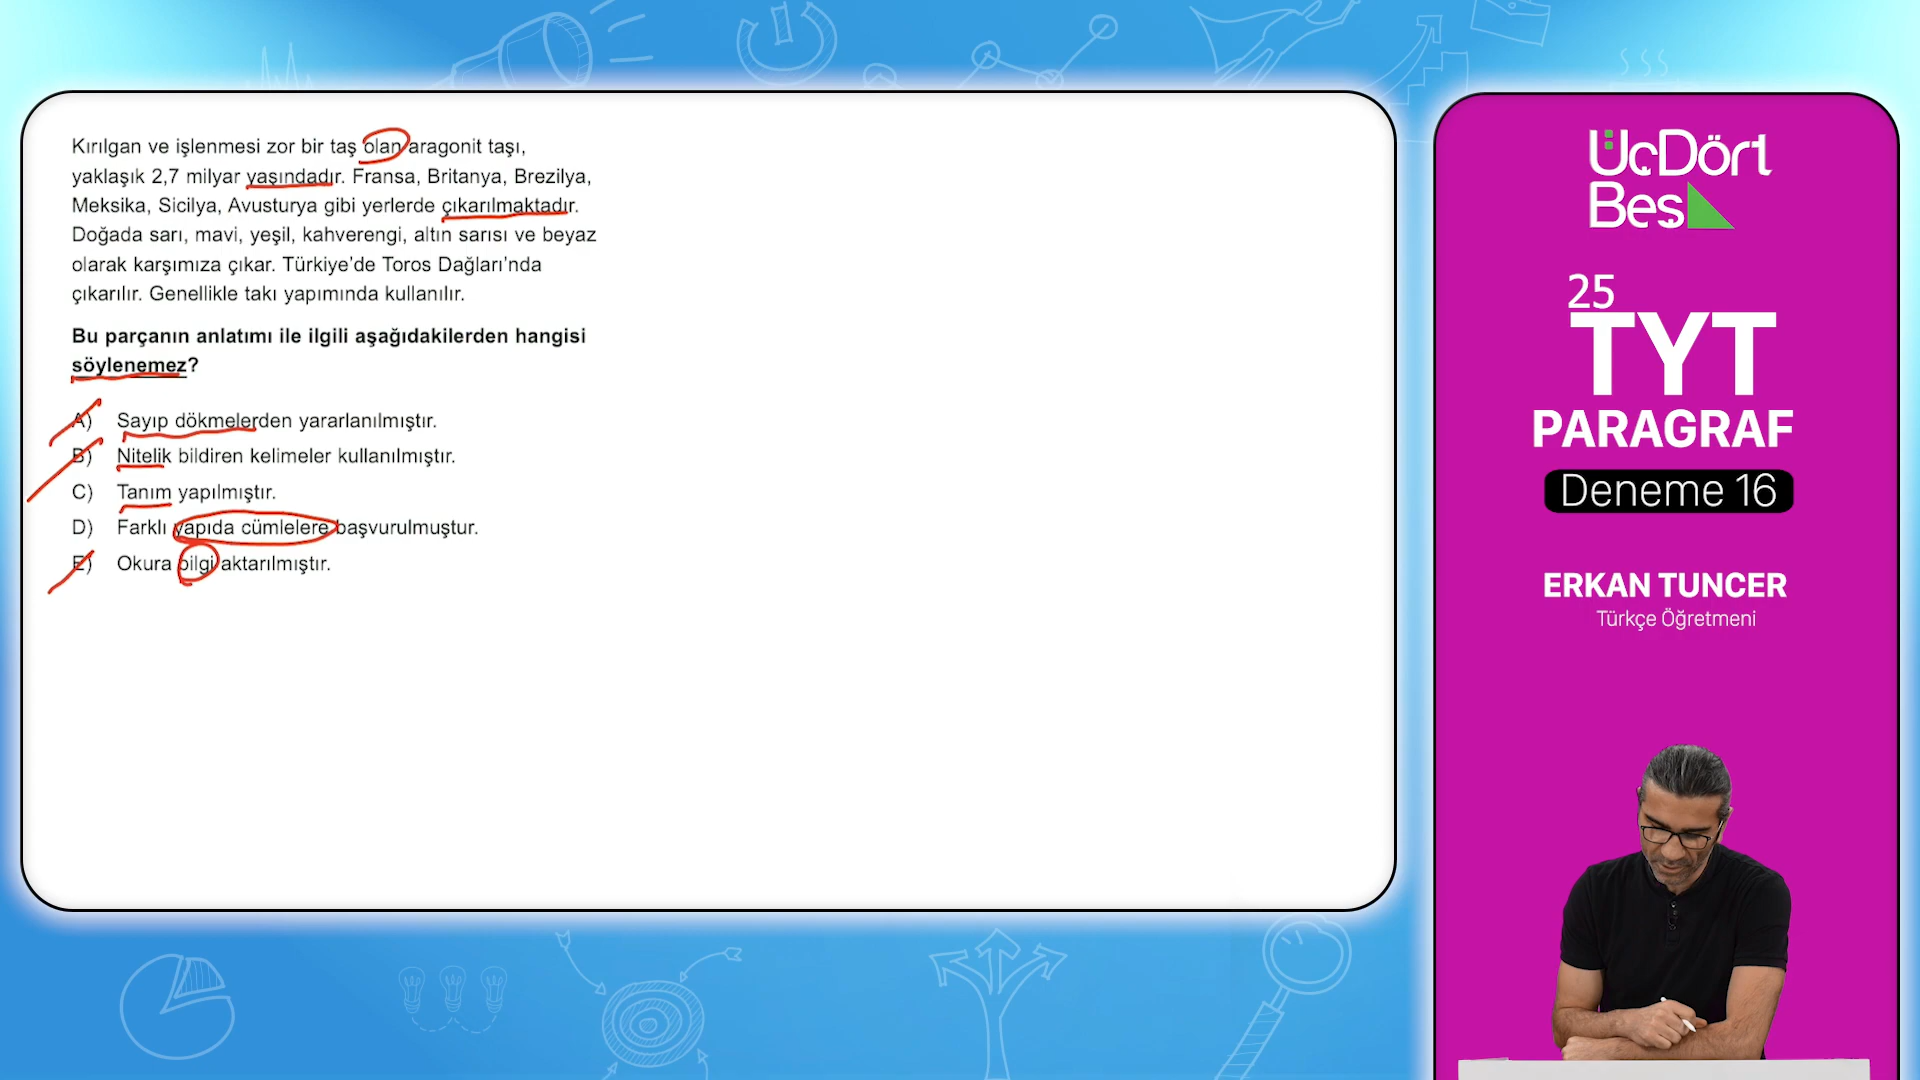 Kırılgan ve işlenmesi zor bir taş olan aragonit taşı,
yaklaşık 2,7 milyar yaşındadır. Fransa, Britanya, Brezilya,
Meksika, Sicilya, Avusturya gibi yerlerde çıkarılmaktadır.
Doğada sarı, mavi, yeşil, kahverengi, altın sarısı ve beyaz
olarak karşımıza çıkar. Türkiye'de Toros Dağları'nda
çıkarılır. Genellikle takı yapımında kullanılır.
Bu parçanın anlatımı ile ilgili aşağıdakilerden hangisi
söylenemez?
A) Sayıp dökmelerden yararlanılmıştır.
B) Nitelik bildiren kelimeler kullanılmıştır.
C) Tanım yapılmıştır.
D) Farklı yapıda cümlelere başvurulmuştur.
E) Okura bilgi aktarılmıştır.
ÜçDört
Beş
25
TYT
PARAGRAF
Deneme 16
ERKAN TUNCER
Türkçe Öğretmeni